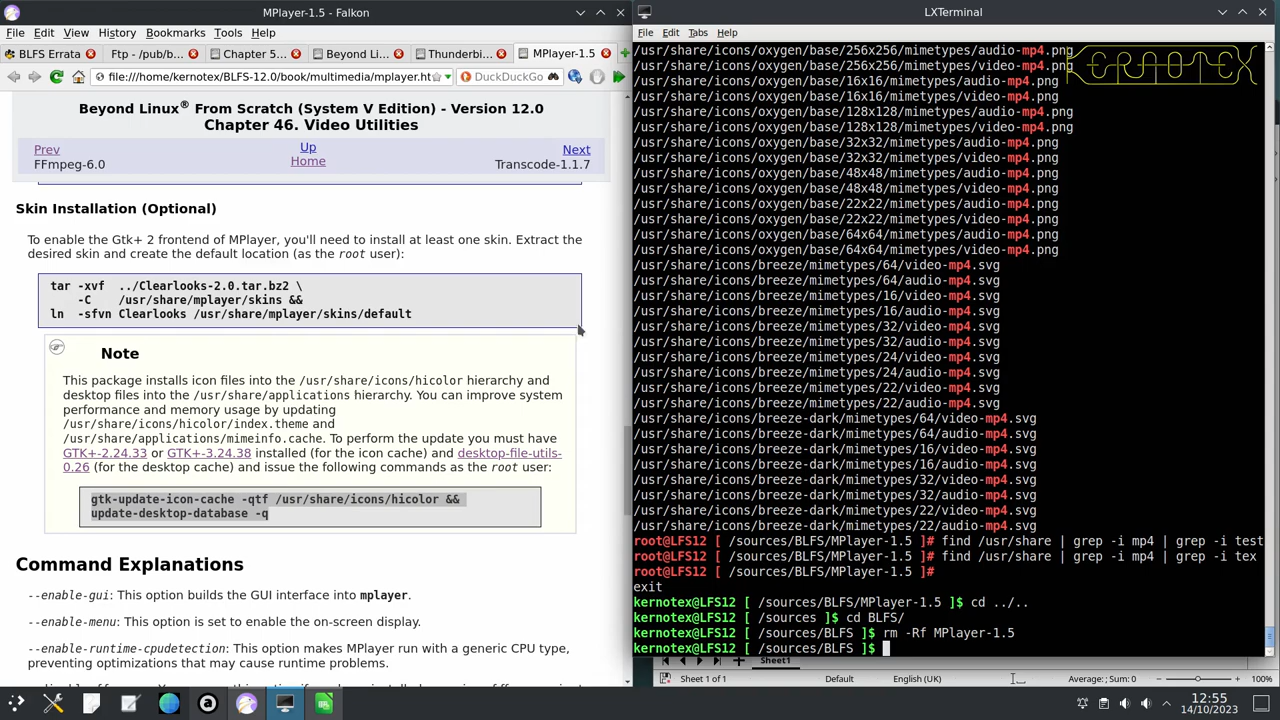 MPlayer-1.5 - Falkon
File Edit View History Bookmarks Tools Help
BLFS Errata
Ftp - /pub/b...
Chapter 5...
Beyond Li...
Thunderbi...
MPlayer-1.5
file:///home/kernotex/BLFS-12.0/book/multimedia/mplayer.ht
DuckDuckGo
Beyond Linux® From Scratch (System V Edition) - Version 12.0
Chapter 46. Video Utilities
Prev Up Next
FFmpeg-6.0 Home Transcode-1.1.7
Skin Installation (Optional)
To enable the Gtk+ 2 frontend of MPlayer, you'll need to install at least one skin. Extract the
desired skin and create the default location (as the root user):
tar -xvf ../Clearlooks-2.0.tar.bz2 \
-C /usr/share/mplayer/skins &&
ln -sfvn Clearlooks /usr/share/mplayer/skins/default
Note
This package installs icon files into the /usr/share/icons/hicolor hierarchy and
desktop files into the /usr/share/applications hierarchy. You can improve system
performance and memory usage by updating
/usr/share/icons/hicolor/index.theme and
/usr/share/applications/mimeinfo.cache. To perform the update you must have
GTK+-2.24.33 or GTK+-3.24.38 installed (for the icon cache) and desktop-file-utils-
0.26 (for the desktop cache) and issue the following commands as the root user:
gtk-update-icon-cache -qtf /usr/share/icons/hicolor &&
update-desktop-database -q
Command Explanations
--enable-gui: This option builds the GUI interface into mplayer.
--enable-menu: This option is set to enable the on-screen display.
--enable-runtime-cpudetection: This option makes MPlayer run with a generic CPU type,
preventing optimizations that may cause runtime problems.
LXTerminal
File Edit Tabs Help
KERNOTEX
/usr/share/icons/oxygen/base/256x256/mimetypes/audio-mp4.png
/usr/share/icons/oxygen/base/256x256/mimetypes/video-mp4.png
/usr/share/icons/oxygen/base/16x16/mimetypes/audio-mp4.png
/usr/share/icons/oxygen/base/16x16/mimetypes/video-mp4.png
/usr/share/icons/oxygen/base/128x128/mimetypes/audio-mp4.png
/usr/share/icons/oxygen/base/128x128/mimetypes/video-mp4.png
/usr/share/icons/oxygen/base/32x32/mimetypes/audio-mp4.png
/usr/share/icons/oxygen/base/32x32/mimetypes/video-mp4.png
/usr/share/icons/oxygen/base/48x48/mimetypes/audio-mp4.png
/usr/share/icons/oxygen/base/48x48/mimetypes/video-mp4.png
/usr/share/icons/oxygen/base/22x22/mimetypes/audio-mp4.png
/usr/share/icons/oxygen/base/22x22/mimetypes/video-mp4.png
/usr/share/icons/oxygen/base/64x64/mimetypes/audio-mp4.png
/usr/share/icons/oxygen/base/64x64/mimetypes/video-mp4.png
/usr/share/icons/breeze/mimetypes/64/video-mp4.svg
/usr/share/icons/breeze/mimetypes/64/audio-mp4.svg
/usr/share/icons/breeze/mimetypes/16/video-mp4.svg
/usr/share/icons/breeze/mimetypes/16/audio-mp4.svg
/usr/share/icons/breeze/mimetypes/32/video-mp4.svg
/usr/share/icons/breeze/mimetypes/32/audio-mp4.svg
/usr/share/icons/breeze/mimetypes/24/video-mp4.svg
/usr/share/icons/breeze/mimetypes/24/audio-mp4.svg
/usr/share/icons/breeze/mimetypes/22/video-mp4.svg
/usr/share/icons/breeze/mimetypes/22/audio-mp4.svg
/usr/share/icons/breeze-dark/mimetypes/64/video-mp4.svg
/usr/share/icons/breeze-dark/mimetypes/64/audio-mp4.svg
/usr/share/icons/breeze-dark/mimetypes/16/video-mp4.svg
/usr/share/icons/breeze-dark/mimetypes/16/audio-mp4.svg
/usr/share/icons/breeze-dark/mimetypes/32/video-mp4.svg
/usr/share/icons/breeze-dark/mimetypes/32/audio-mp4.svg
/usr/share/icons/breeze-dark/mimetypes/22/video-mp4.svg
/usr/share/icons/breeze-dark/mimetypes/22/audio-mp4.svg
root@LFS12 [ /sources/BLFS/MPlayer-1.5 ]# find /usr/share | grep -i mp4 | grep -i test
root@LFS12 [ /sources/BLFS/MPlayer-1.5 ]# find /usr/share | grep -i mp4 | grep -i tex
root@LFS12 [ /sources/BLFS/MPlayer-1.5 ]#
exit
kernotex@LFS12 [ /sources/BLFS/MPlayer-1.5 ]$ cd ../..
kernotex@LFS12 [ /sources ]$ cd BLFS/
kernotex@LFS12 [ /sources/BLFS ]$ rm -Rf MPlayer-1.5
kernotex@LFS12 [ /sources/BLFS ]$
Sheet1
Sheet 1 of 1 Default English (UK) Average: ; Sum: 0 100%
12:55
14/10/2023